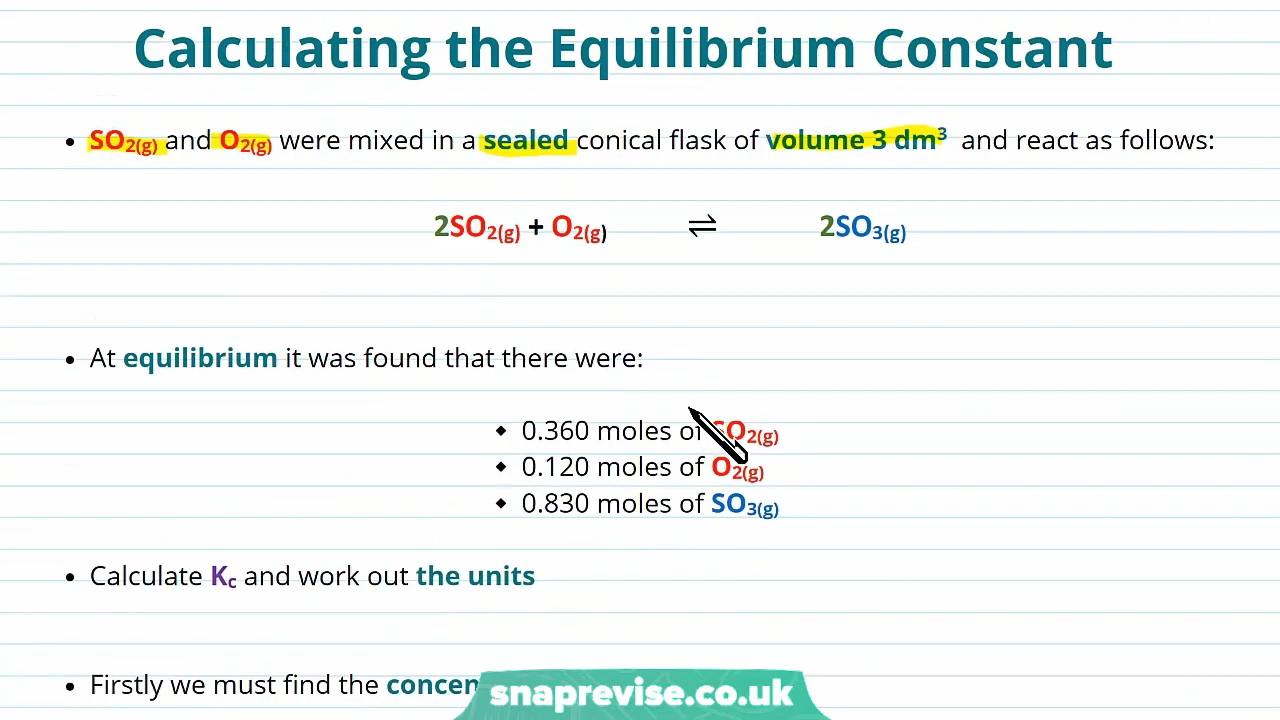 Calculating the Equilibrium Constant
• SO₂(g) and O₂(g) were mixed in a sealed conical flask of volume 3 dm³ and react as follows:
2SO₂(g) + O₂(g) ⇌ 2SO₃(g)
• At equilibrium it was found that there were:
◆ 0.360 moles of SO₂(g)
◆ 0.120 moles of O₂(g)
◆ 0.830 moles of SO₃(g)
• Calculate Kc and work out the units
• Firstly we must find the concen
snaprevise.co.uk